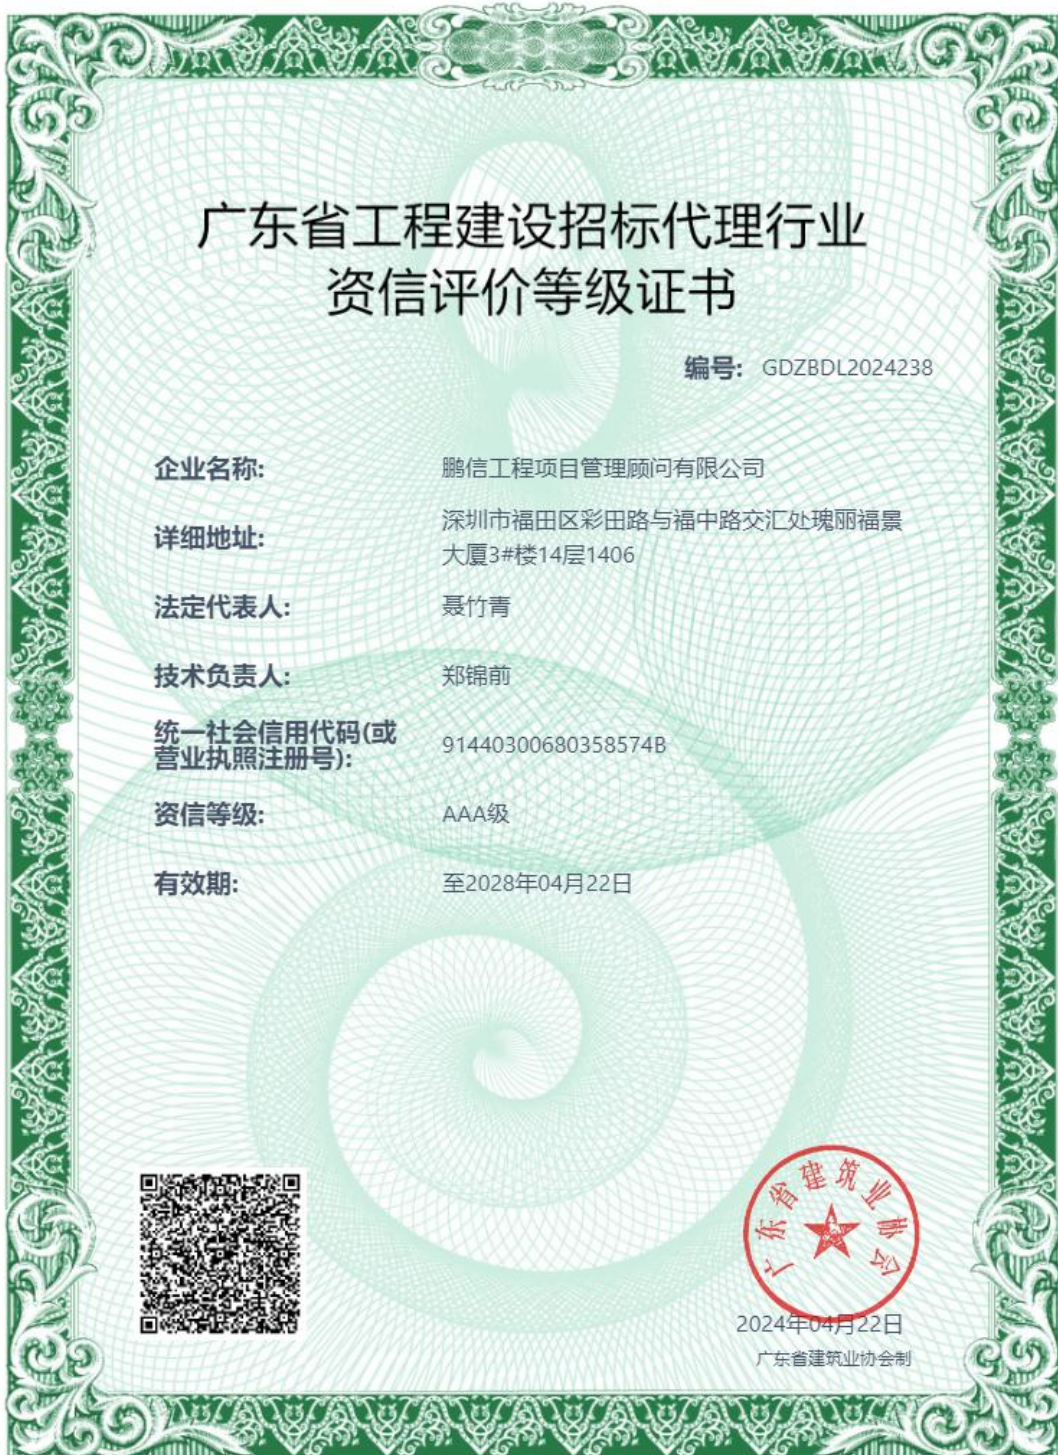 广东省工程建设招标代理行业
资信评价等级证书
编号: GDZBDL2024238
企业名称: 鹏信工程项目管理顾问有限公司
详细地址: 深圳市福田区彩田路与福中路交汇处瑰丽福景
大厦3#楼14层1406
法定代表人: 聂竹青
技术负责人: 郑锦前
统一社会信用代码(或
营业执照注册号): 91440300680358574B
资信等级: AAA级
有效期: 至2028年04月22日
广东省建筑业协会
2024年04月22日
广东省建筑业协会制